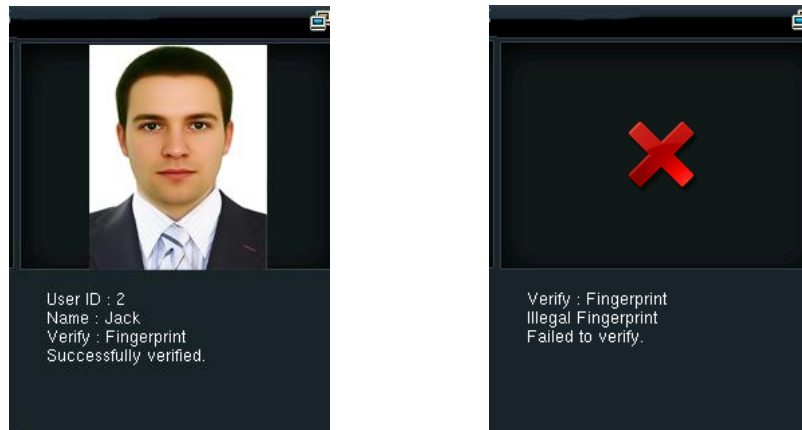 User ID : 2
Name : Jack
Verify : Fingerprint
Successfully verified.
Verify : Fingerprint
Illegal Fingerprint
Failed to verify.